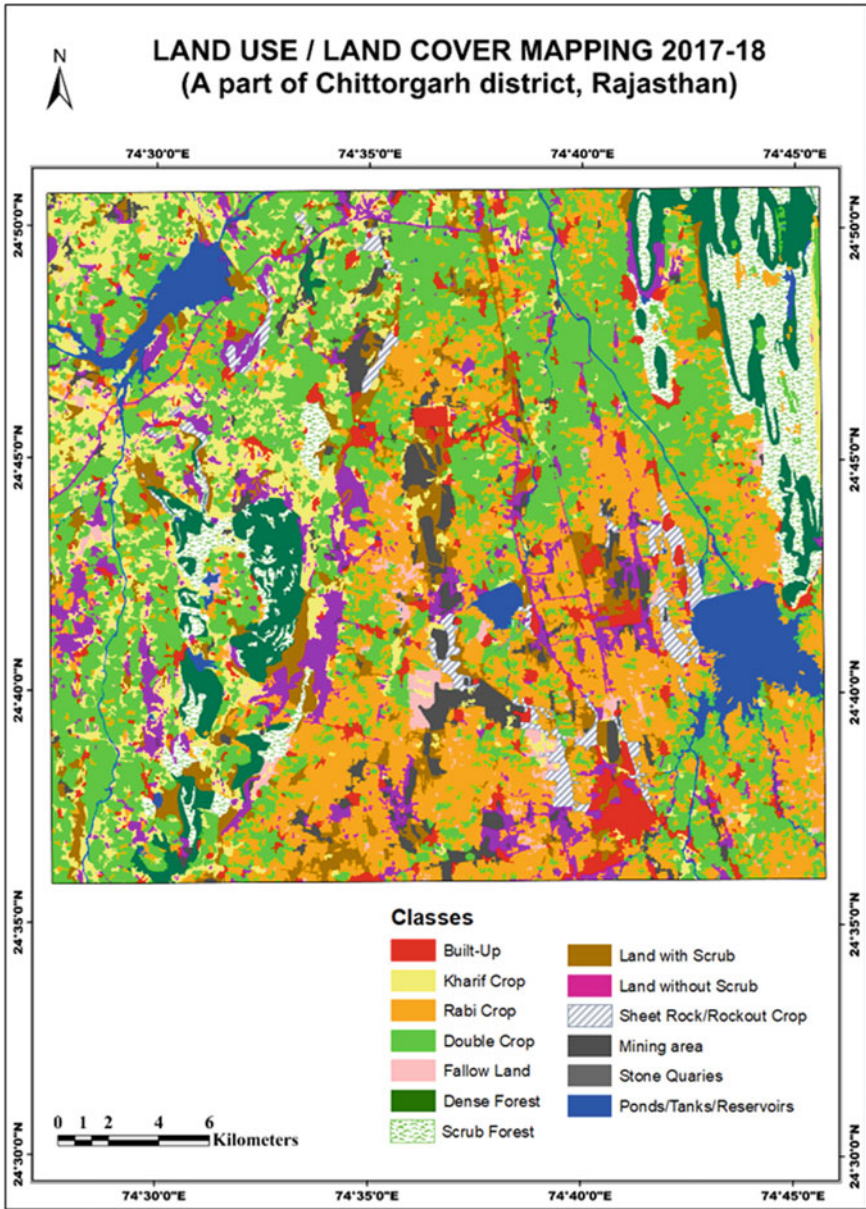 LAND USE / LAND COVER MAPPING 2017-18
N
(A part of Chittorgarh district, Rajasthan)
74°30'0"E 74°35'0"E 74°40'0"E 74°45'0"E
24°50'0"N 24°50'0"N
24°45'0"N 24°45'0"N
24°40'0"N 24°40'0"N
24°35'0"N 24°35'0"N
24°30'0"N 24°30'0"N
Classes
Built-Up
Kharif Crop
Rabi Crop
Double Crop
Fallow Land
Dense Forest
Scrub Forest
Land with Scrub
Land without Scrub
Sheet Rock/Rockout Crop
Mining area
Stone Quaries
Ponds/Tanks/Reservoirs
0 1 2 4 6
Kilometers
74°30'0"E 74°35'0"E 74°40'0"E 74°45'0"E